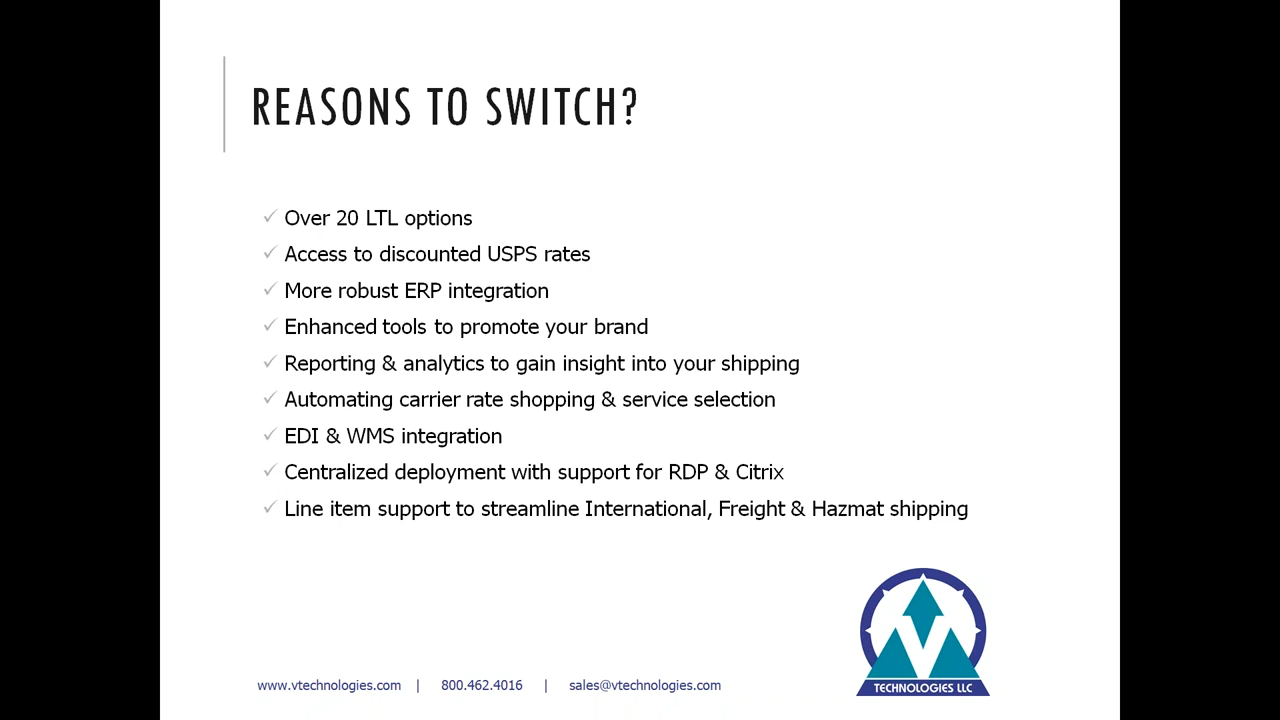 REASONS TO SWITCH?
Over 20 LTL options
Access to discounted USPS rates
More robust ERP integration
Enhanced tools to promote your brand
Reporting & analytics to gain insight into your shipping
Automating carrier rate shopping & service selection
EDI & WMS integration
Centralized deployment with support for RDP & Citrix
Line item support to streamline International, Freight & Hazmat shipping
V
TECHNOLOGIES LLC
www.vtechnologies.com | 800.462.4016 | sales@vtechnologies.com